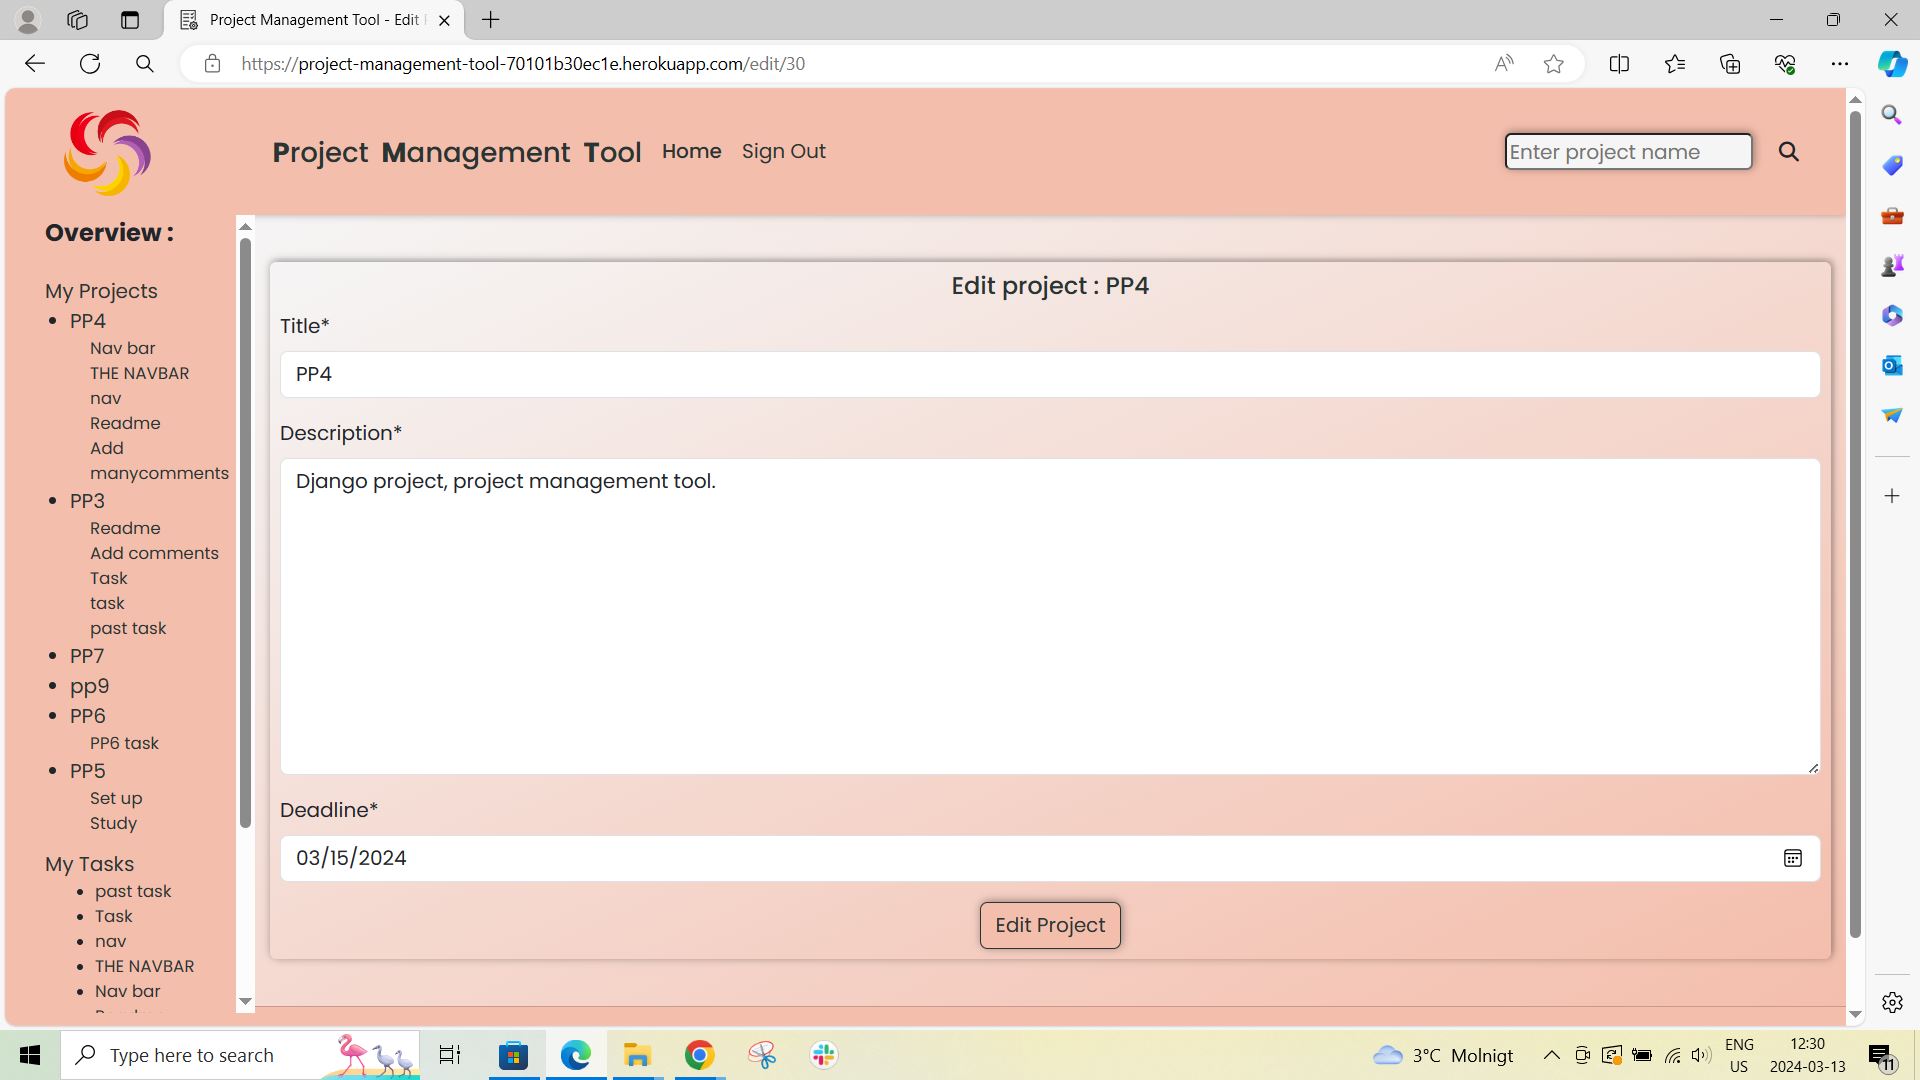 Project Management Tool - Edit
https://project-management-tool-70101b30ec1e.herokuapp.com/edit/30
Project Management Tool Home Sign Out
Enter project name
Overview :
My Projects
PP4
Nav bar
THE NAVBAR
nav
Readme
Add
manycomments
PP3
Readme
Add comments
Task
task
past task
PP7
pp9
PP6
PP6 task
PP5
Set up
Study
My Tasks
past task
Task
nav
THE NAVBAR
Nav bar
Edit project : PP4
Title*
PP4
Description*
Django project, project management tool.
Deadline*
03/15/2024
Edit Project
Type here to search
3°C Molnigt
ENG
US
12:30
2024-03-13
11